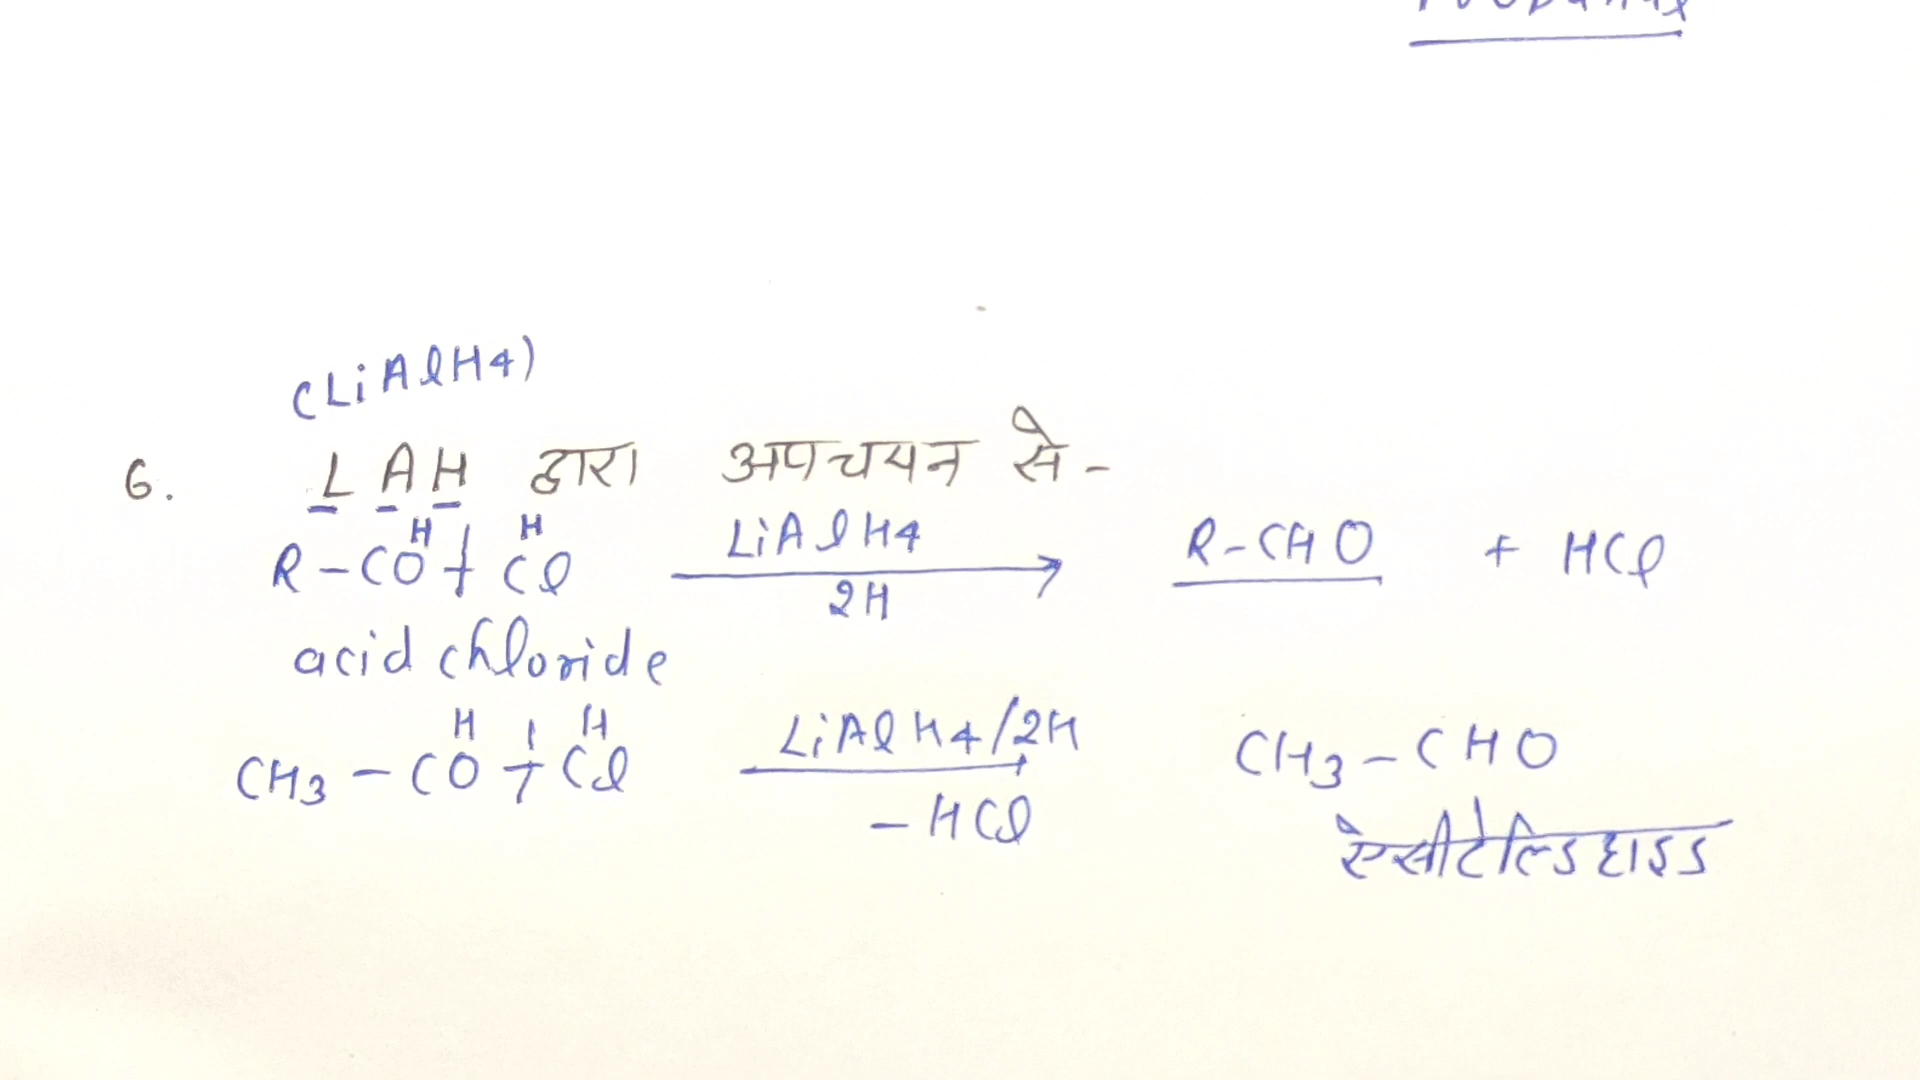 (LiAlH4)
6. LAH द्वारा अपचयन से-
H H
R-CO Cl LiAlH4 2H R-CHO + HCl
acid chloride
H H
CH3-CO Cl LiAlH4/2H -HCl CH3-CHO
ऐसीटेल्डिहाइड